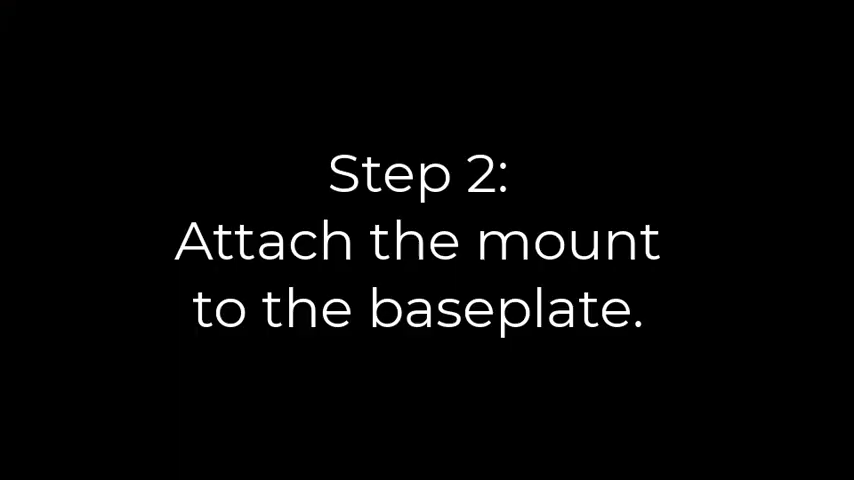 Step 2:
Attach the mount
to the baseplate.